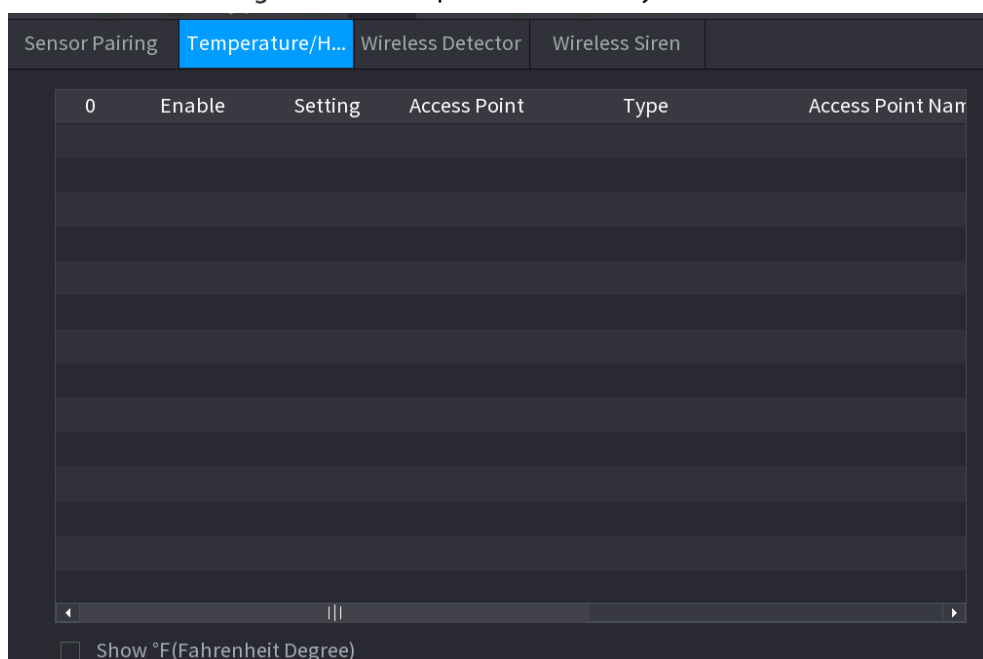 Sensor Pairing Temperature/H... Wireless Detector Wireless Siren
0 Enable Setting Access Point Type Access Point Nam
Show °F(Fahrenheit Degree)